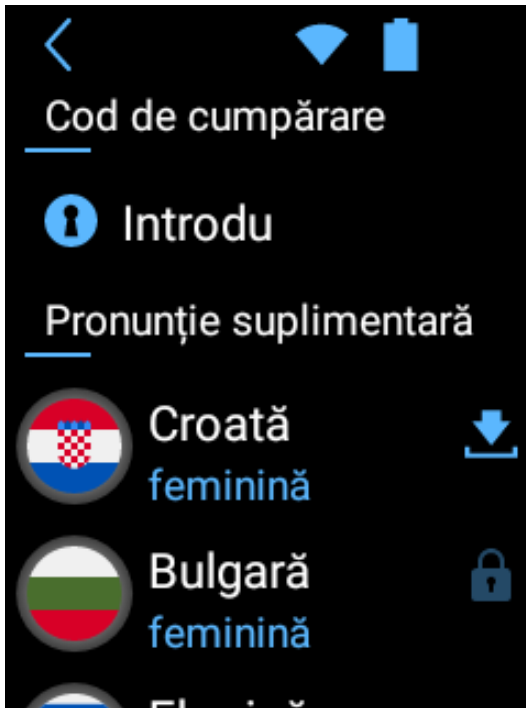 Cod de cumpărare
Introdu
Pronunție suplimentară
Croată
feminină
Bulgară
feminină